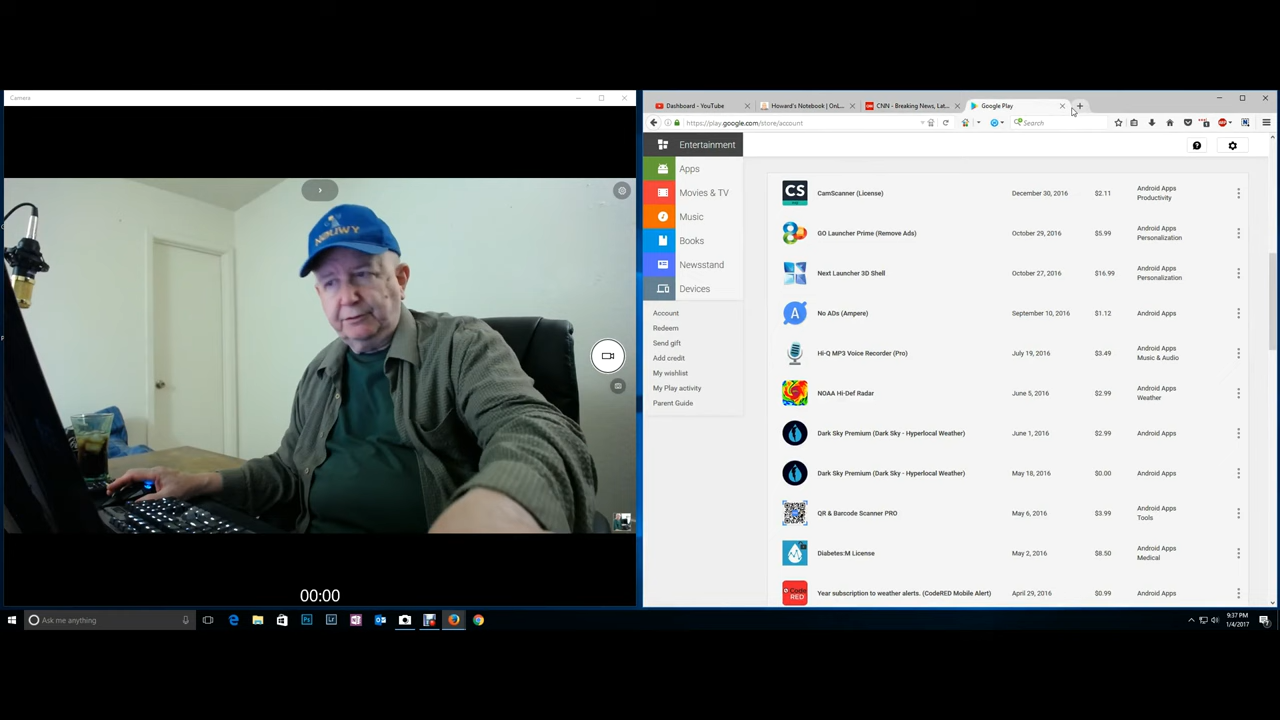 Camera
NOUWY
00:00
Dashboard - YouTube
Howard's Notebook | OnL...
CNN - Breaking News, Lat...
Google Play
https://play.google.com/store/account
Search
Entertainment
Apps
Movies & TV
Music
Books
Newsstand
Devices
Account
Redeem
Send gift
Add credit
My wishlist
My Play activity
Parent Guide
CS
CamScanner (License) December 30, 2016 $2.11 Android Apps
Productivity
GO Launcher Prime (Remove Ads) October 29, 2016 $5.99 Android Apps
Personalization
Next Launcher 3D Shell October 27, 2016 $16.99 Android Apps
Personalization
A
No ADs (Ampere) September 10, 2016 $1.12 Android Apps
Hi-Q MP3 Voice Recorder (Pro) July 19, 2016 $3.49 Android Apps
Music & Audio
NOAA Hi-Def Radar June 5, 2016 $2.99 Android Apps
Weather
Dark Sky Premium (Dark Sky - Hyperlocal Weather) June 1, 2016 $2.99 Android Apps
Dark Sky Premium (Dark Sky - Hyperlocal Weather) May 18, 2016 $0.00 Android Apps
QR & Barcode Scanner PRO May 6, 2016 $3.99 Android Apps
Tools
Diabetes:M License May 2, 2016 $8.50 Android Apps
Medical
CodeRED
Year subscription to weather alerts. (CodeRED Mobile Alert) April 29, 2016 $0.99 Android Apps
Ask me anything
9:37 PM
1/4/2017